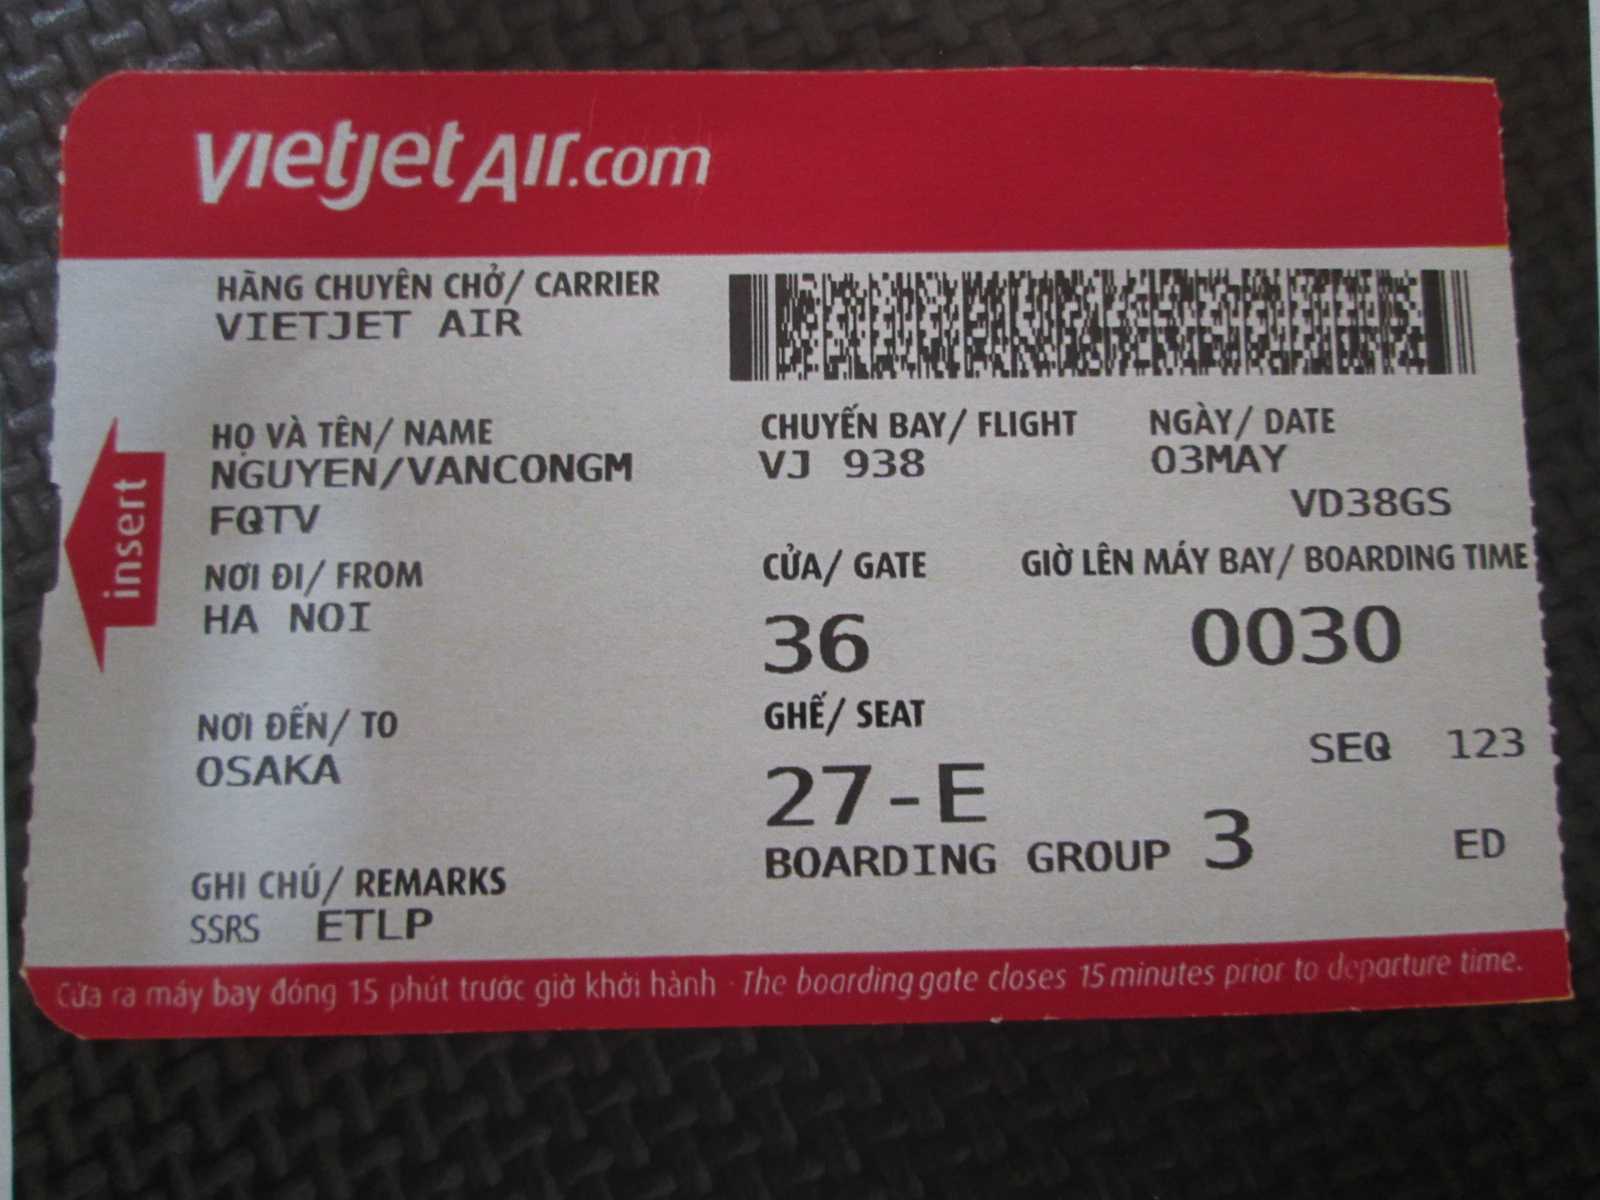 vietjetAir.com
HÃNG CHUYÊN CHỞ/ CARRIER
VIETJET AIR
HỌ VÀ TÊN/ NAME
NGUYEN/VANCONGM
FQTV
CHUYẾN BAY/ FLIGHT
VJ 938
NGÀY/ DATE
03MAY
VD38GS
insert
NƠI ĐI/ FROM
HA NOI
CỬA/ GATE
36
GIỜ LÊN MÁY BAY/ BOARDING TIME
0030
NƠI ĐẾN/ TO
OSAKA
GHẾ/ SEAT
27-E
SEQ 123
BOARDING GROUP 3
ED
GHI CHÚ/ REMARKS
SSRS ETLP
Cửa ra máy bay đóng 15 phút trước giờ khởi hành - The boarding gate closes 15 minutes prior to departure time.